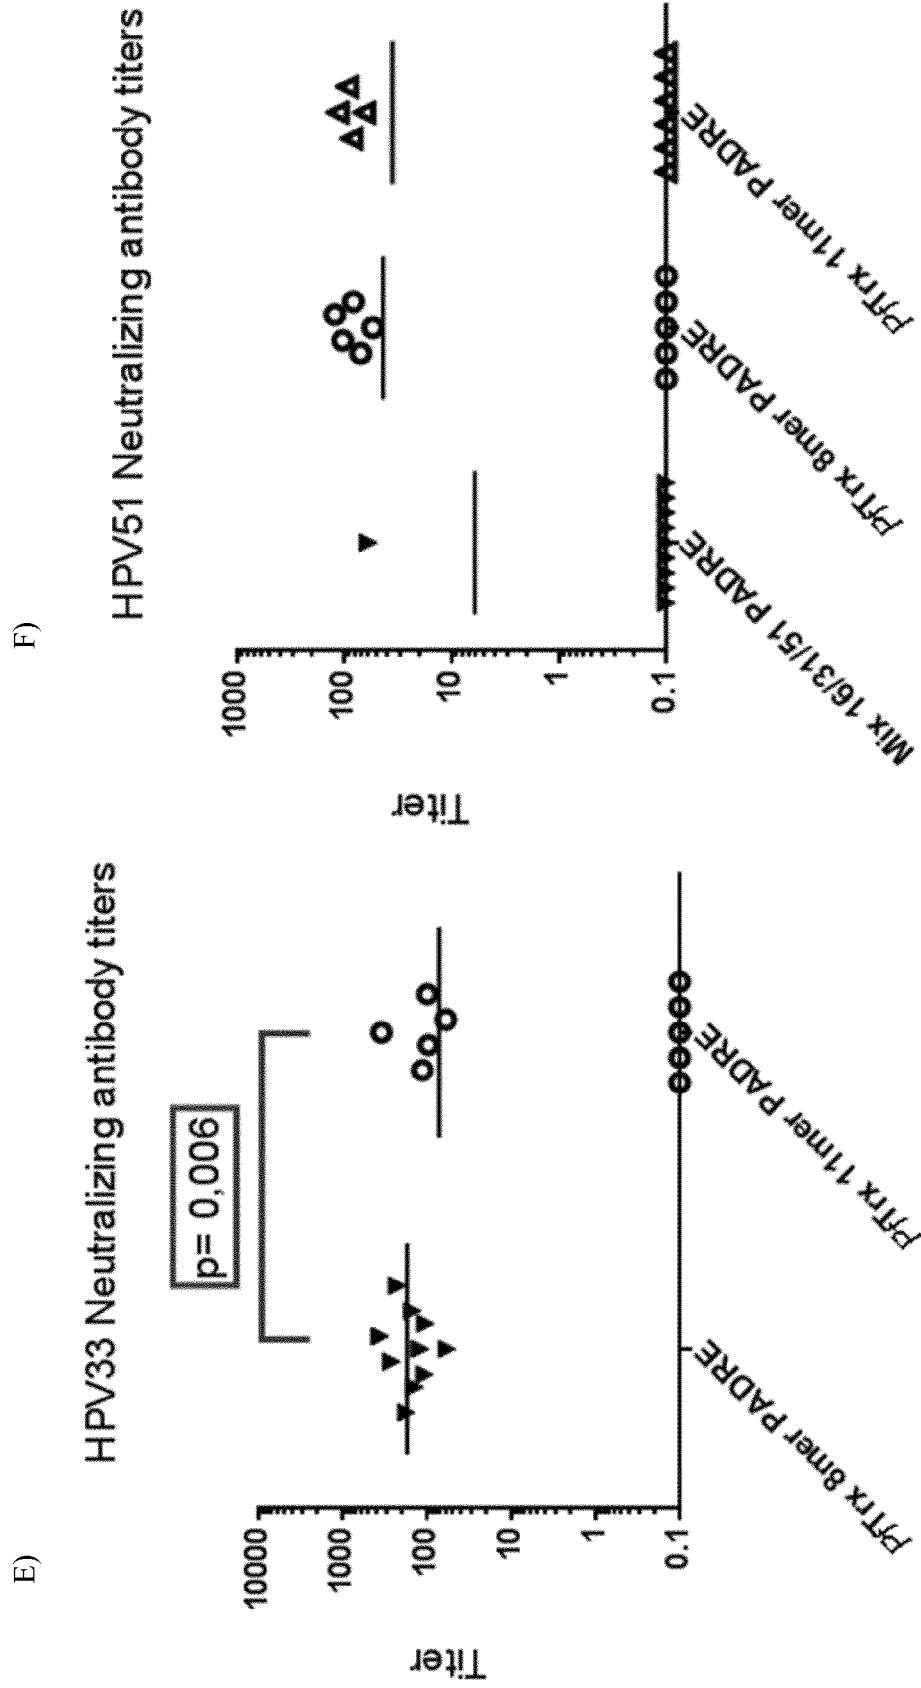 E)
HPV33 Neutralizing antibody titers
p= 0,006
Titer
10000
1000
100
10
1
0.1
PfTrx 8mer PADRE
PfTrx 11mer PADRE
F)
HPV51 Neutralizing antibody titers
Titer
1000
100
10
1
0.1
Mix 16/31/51 PADRE
PfTrx 8mer PADRE
PfTrx 11mer PADRE